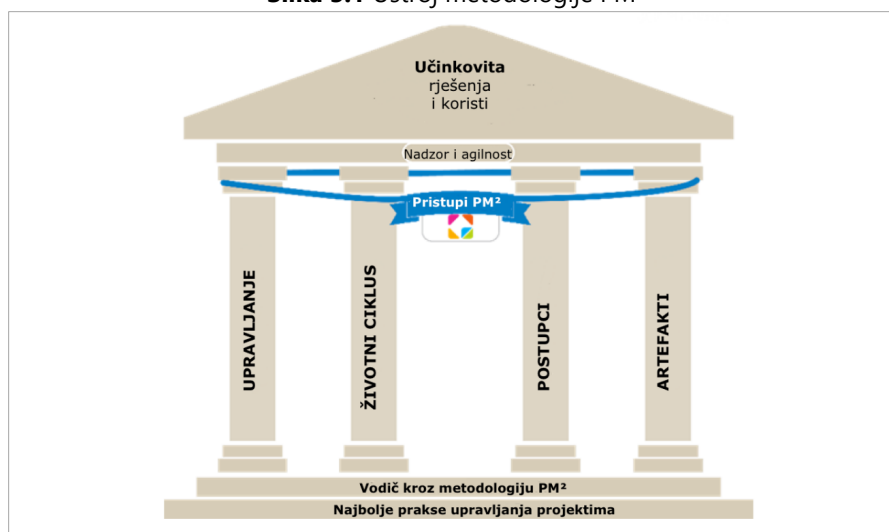 Učinkovita
rješenja
i koristi
Nadzor i agilnost
Pristupi PM²
UPRAVLJANJE
ŽIVOTNI CIKLUS
POSTUPCI
ARTEFAKTI
Vodič kroz metodologiju PM²
Najbolje prakse upravljanja projektima